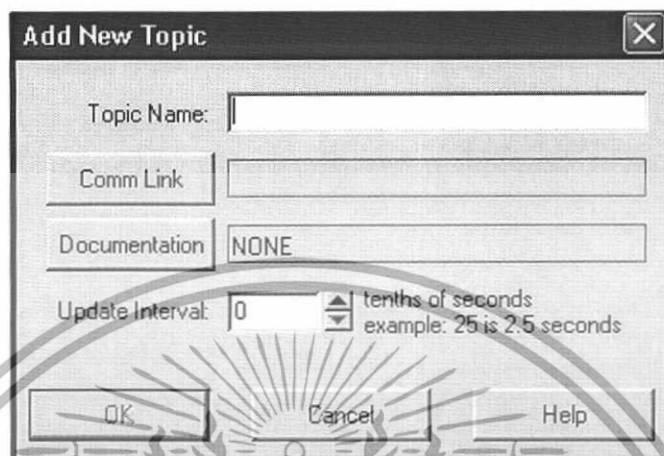 Add New Topic
Topic Name:
Comm Link
Documentation NONE
Update Interval: 0 tenths of seconds
example: 25 is 2.5 seconds
OK Cancel Help